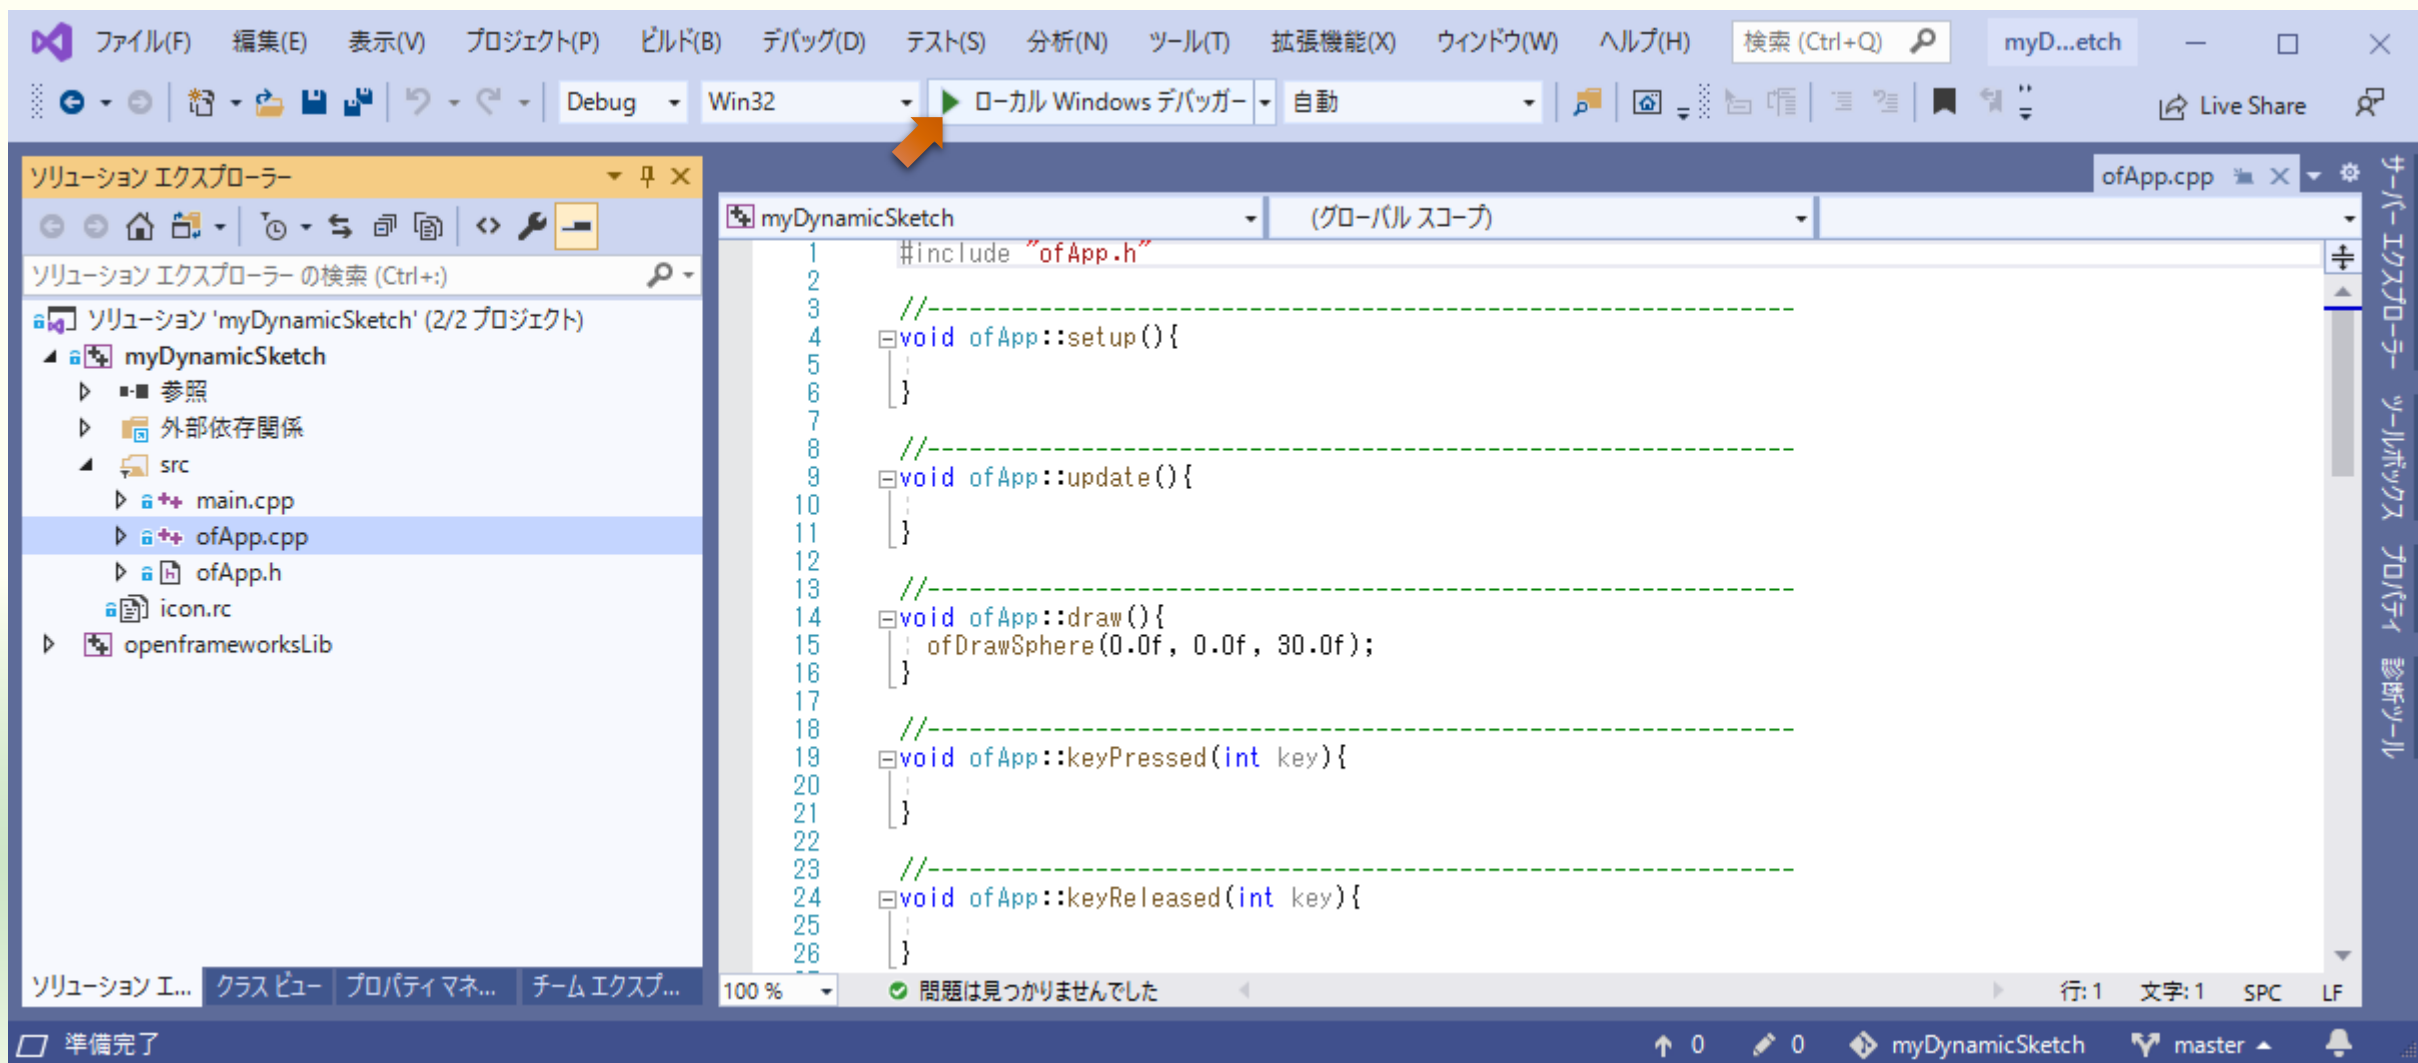 ファイル(F) 編集(E) 表示(V) プロジェクト(P) ビルド(B) デバッグ(D) テスト(S) 分析(N) ツール(T) 拡張機能(X) ウィンドウ(W) ヘルプ(H) 検索 (Ctrl+Q) myD...etch
Debug Win32 ローカル Windows デバッガー 自動 Live Share
ソリューション エクスプローラー
ソリューション エクスプローラー の検索 (Ctrl+:)
ソリューション 'myDynamicSketch' (2/2 プロジェクト)
myDynamicSketch
参照
外部依存関係
src
main.cpp
ofApp.cpp
ofApp.h
icon.rc
openframeworksLib
ソリューション エ... クラス ビュー プロパティ マネ... チーム エクスプ...
ofApp.cpp
myDynamicSketch (グローバル スコープ)
1 #include "ofApp.h"
2
3 //--------------------------------------------------------------
4 void ofApp::setup(){
5
6 }
7
8 //--------------------------------------------------------------
9 void ofApp::update(){
10
11 }
12
13 //--------------------------------------------------------------
14 void ofApp::draw(){
15 ofDrawSphere(0.0f, 0.0f, 30.0f);
16 }
17
18 //--------------------------------------------------------------
19 void ofApp::keyPressed(int key){
20
21 }
22
23 //--------------------------------------------------------------
24 void ofApp::keyReleased(int key){
25
26 }
100 % 問題は見つかりませんでした 行: 1 文字: 1 SPC LF
サーバー エクスプローラー
ツールボックス
プロパティ
診断ツール
準備完了 0 0 myDynamicSketch master